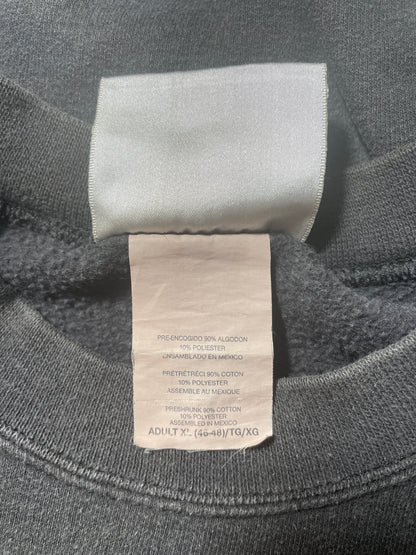 PRE-ENCOGIDO 90% ALGODON
10% POLIESTER
ENSAMBLADO EN MEXICO
PRÉTRÉTRÉCI 90% COTON
10% POLYESTER
ASSEMBLE AU MEXIQUE
PRESHRUNK 90% COTTON
10% POLYESTER
ASSEMBLED IN MEXICO
ADULT XL (46-48)/TG/XG